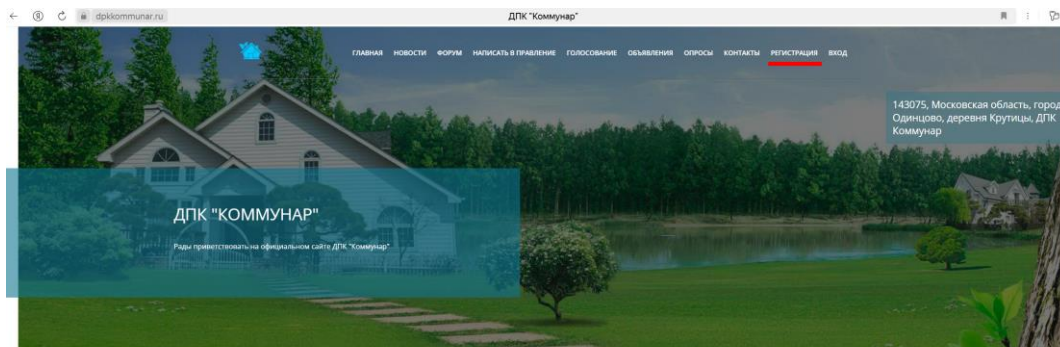 dpkkommunar.ru
ДПК "Коммунар"
ГЛАВНАЯ НОВОСТИ ФОРУМ НАПИСАТЬ В ПРАВЛЕНИЕ ГОЛОСОВАНИЕ ОБЪЯВЛЕНИЯ ОПРОСЫ КОНТАКТЫ РЕГИСТРАЦИЯ ВХОД
143075, Московская область, город
Одинцово, деревня Крутицы, ДПК
Коммунар
ДПК "КОММУНАР"
Рады приветствовать на официальном сайте ДПК "Коммунар"